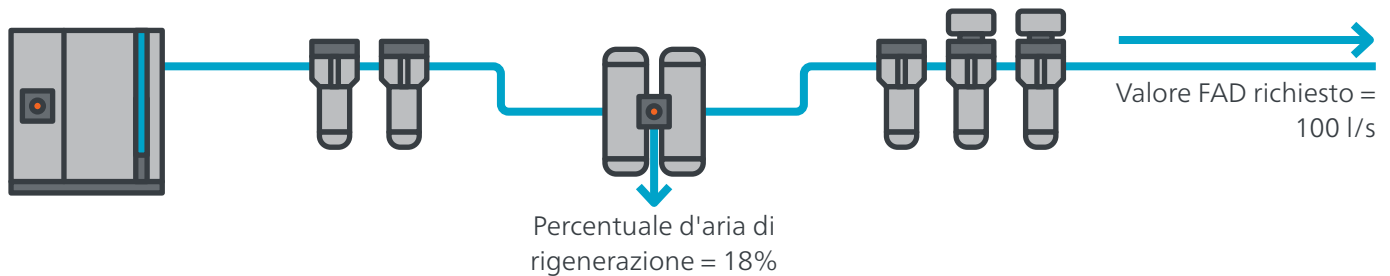 Valore FAD richiesto =
100 l/s
Percentuale d'aria di
rigenerazione = 18%